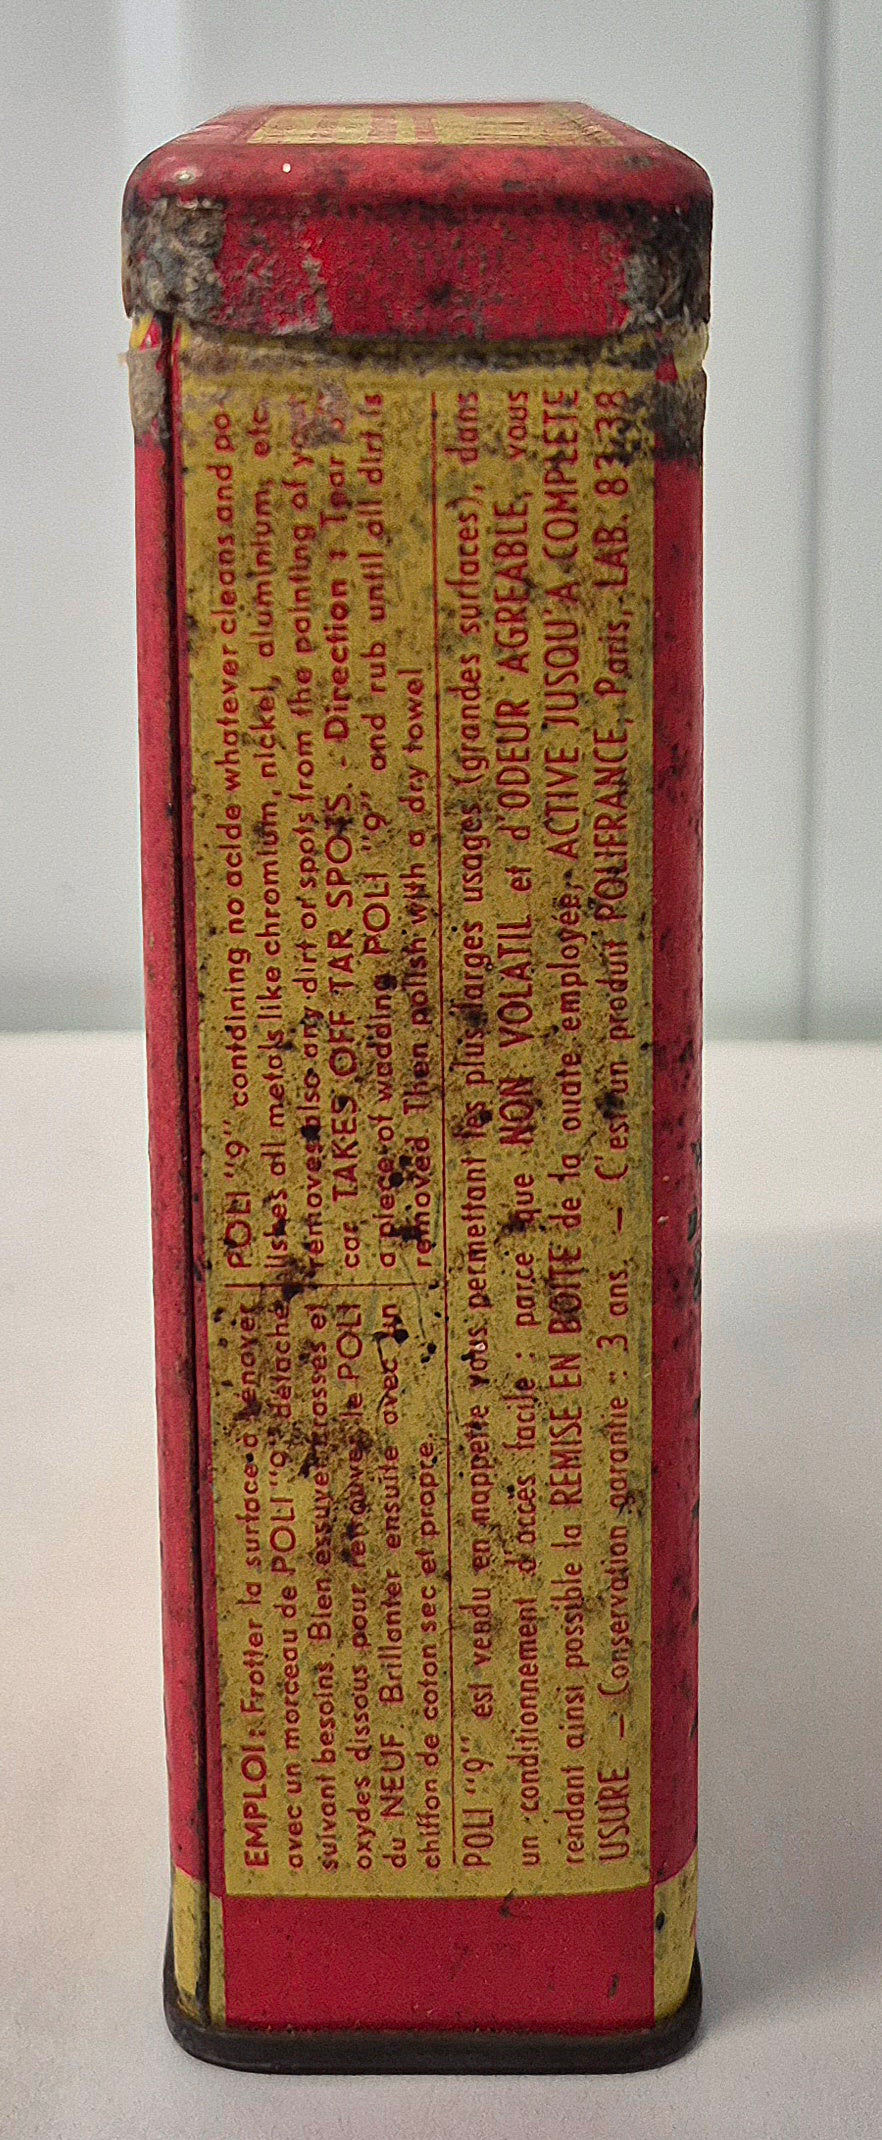 EMPLOI : Frotter la surface à rénover
avec un morceau de POLI "9" détaché
suivant besoins. Bien essuyer crasses et
oxydes dissous pour retrouver le POLI
du NEUF. Brillanter ensuite avec un
chiffon de coton sec et propre.
POLI "9" containing no acide whatever cleans and po
lishes all metals like chromium, nickel, aluminium, etc.
removes also any dirt or spots from the painting of your
car TAKES OFF TAR SPOTS. - Direction : Tear
a piece of wadding POLI "9" and rub until all dirt is
removed Then polish with a dry towel
POLI "9" est vendu en nappette vous permettant les plus larges usages (grandes surfaces), dans
un conditionnement d'accès facile : parce que NON VOLATIL et d'ODEUR AGREABLE, vous
rendant ainsi possible la REMISE EN BOITE de la ouate employée, ACTIVE JUSQU'A COMPLETE
USURE - Conservation garantie : 3 ans. - C'est un produit POLIFRANCE, Paris, LAB. 83-38